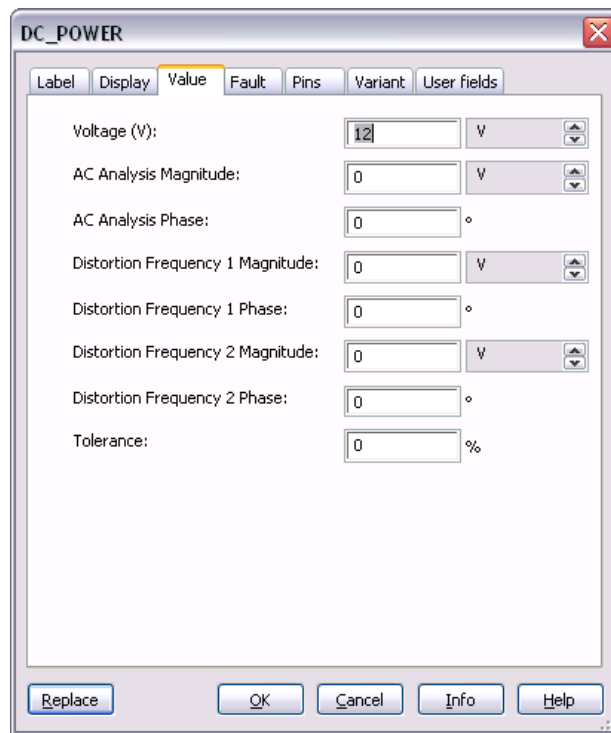 DC_POWER
Label Display Value Fault Pins Variant User fields
Voltage (V): 12 V
AC Analysis Magnitude: 0 V
AC Analysis Phase: 0 °
Distortion Frequency 1 Magnitude: 0 V
Distortion Frequency 1 Phase: 0 °
Distortion Frequency 2 Magnitude: 0 V
Distortion Frequency 2 Phase: 0 °
Tolerance: 0 %
Replace OK Cancel Info Help